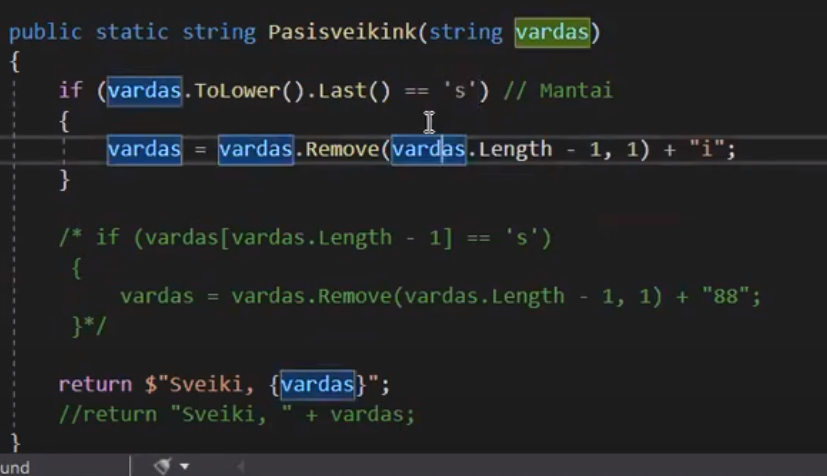 public static string Pasisveikink(string vardas)
{
if (vardas.ToLower().Last() == 's') // Mantai
{
vardas = vardas.Remove(vardas.Length - 1, 1) + "i";
}
/* if (vardas[vardas.Length - 1] == 's')
{
vardas = vardas.Remove(vardas.Length - 1, 1) + "88";
}*/
return $"Sveiki, {vardas}";
//return "Sveiki, " + vardas;
}
und